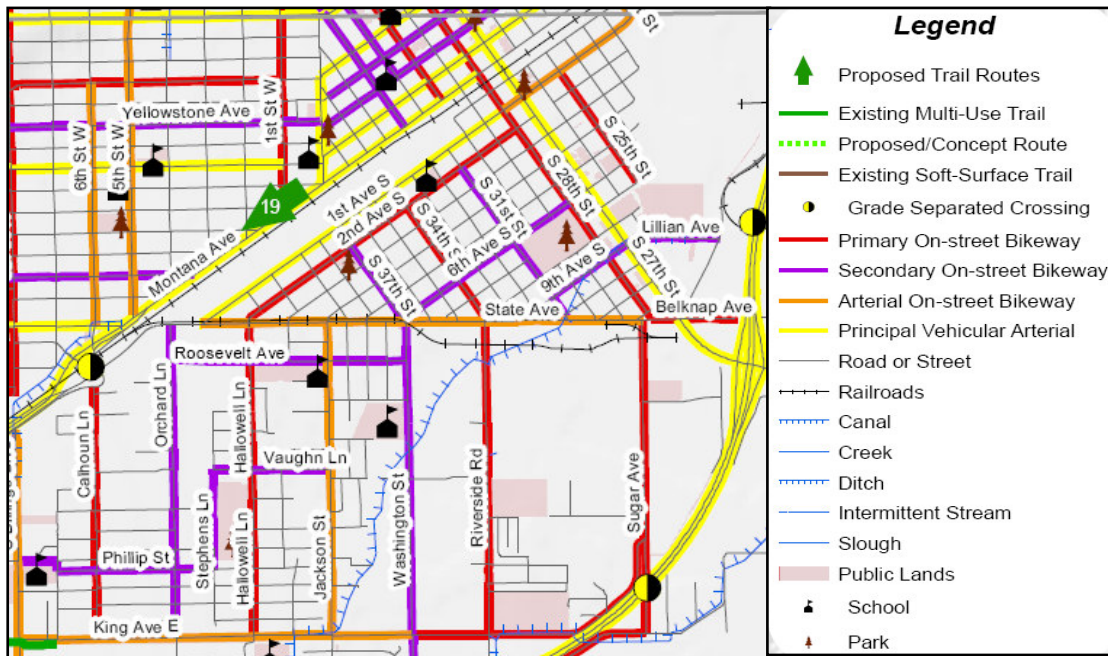 Legend
Proposed Trail Routes
Existing Multi-Use Trail
Proposed/Concept Route
Existing Soft-Surface Trail
Grade Separated Crossing
Primary On-street Bikeway
Secondary On-street Bikeway
Arterial On-street Bikeway
Principal Vehicular Arterial
Road or Street
Railroads
Canal
Creek
Ditch
Intermittent Stream
Slough
Public Lands
School
Park
St
Yellowstone Ave
1st St W
6th St W
5th St W
S 25th St
19
1st Ave S
2nd Ave S
S 28th St
S 31st St
S 34th
Lillian Ave
6th Ave S
Montana Ave
9th Ave S
S 27th St
S 37th St
State Ave
Belknap Ave
Roosevelt Ave
Orchard Ln
Hallowell Ln
Vaughn Ln
Calhoun Ln
Riverside Rd
Sugar Ave
Stephens Ln
Hallowell Ln
Jackson St
Washington St
Phillip St
King Ave E